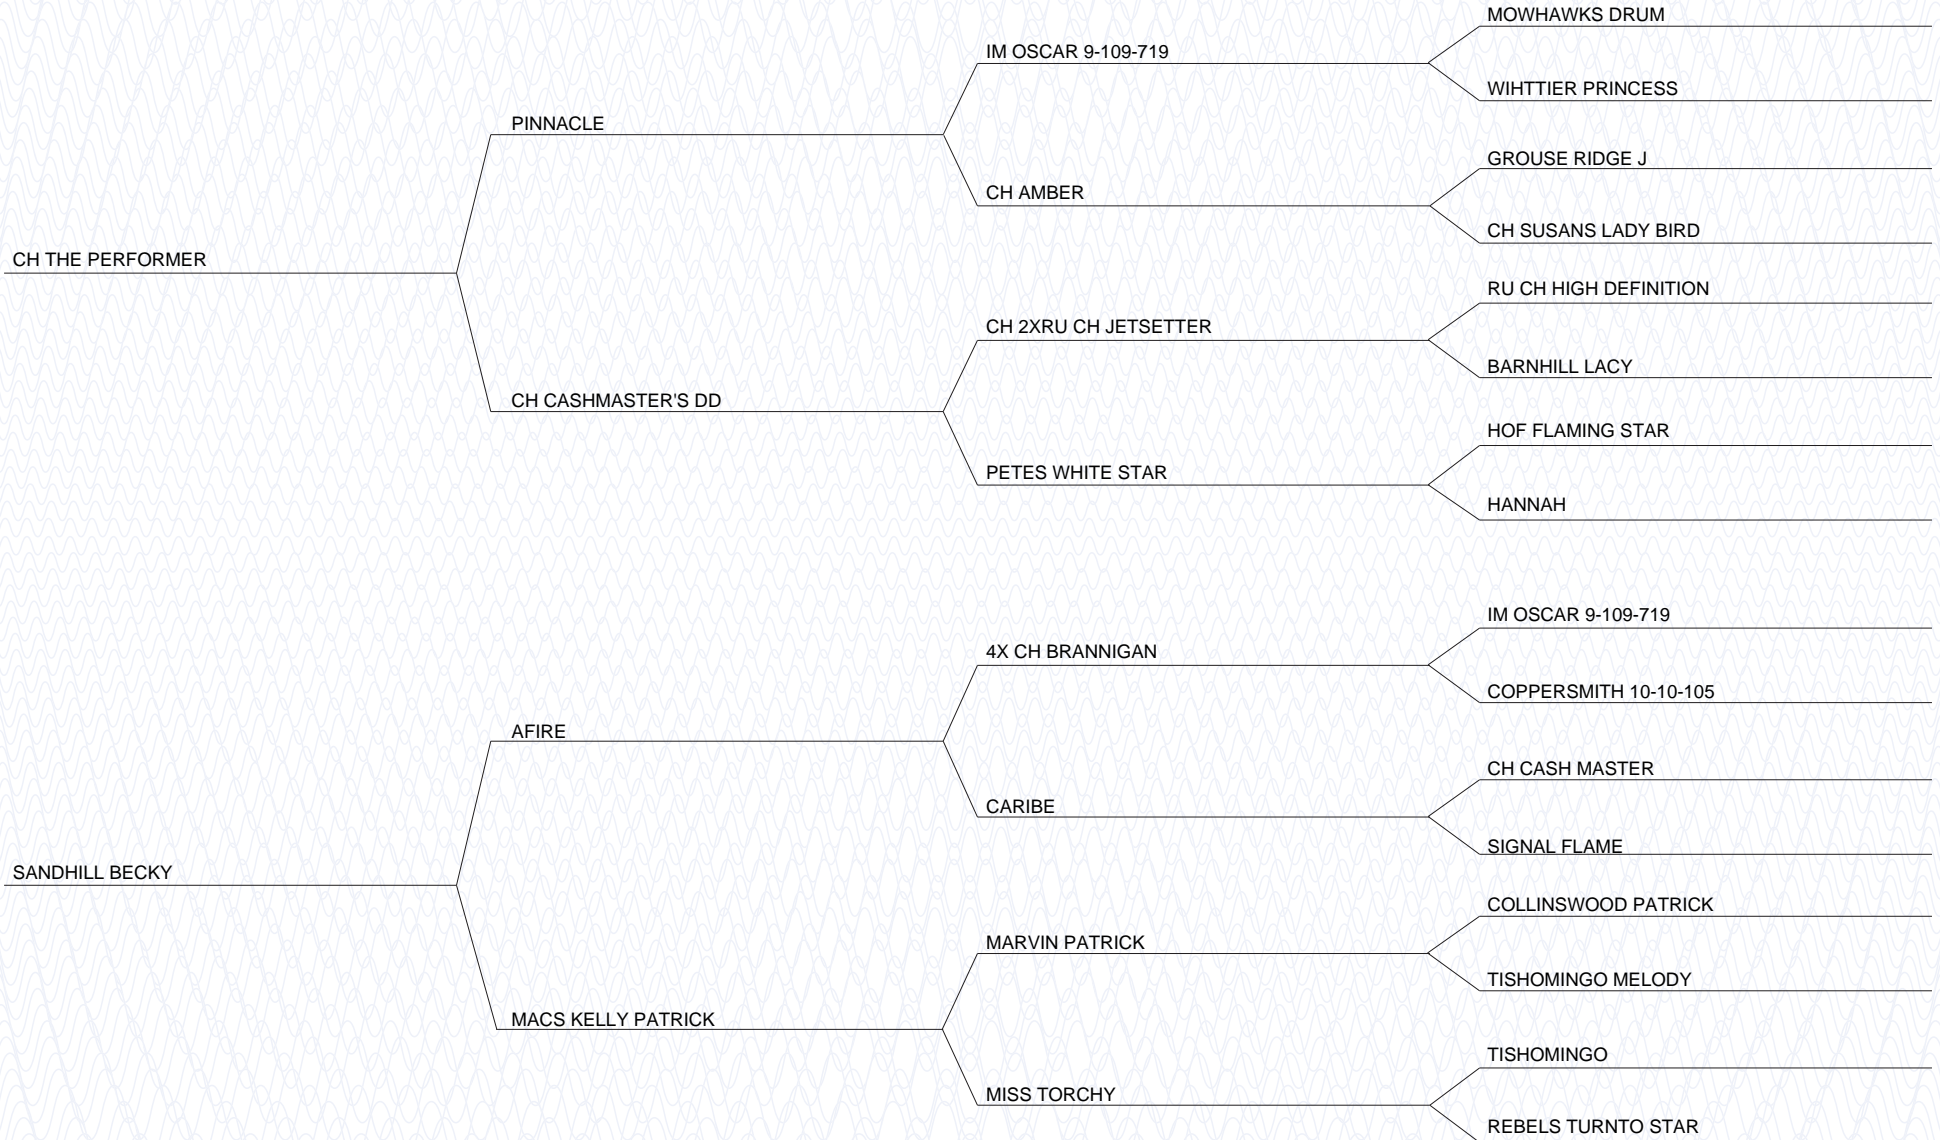 MOWHAWKS DRUM
IM OSCAR 9-109-719
WIHTTIER PRINCESS
PINNACLE
GROUSE RIDGE J
CH AMBER
CH SUSANS LADY BIRD
CH THE PERFORMER
RU CH HIGH DEFINITION
CH 2XRU CH JETSETTER
BARNHILL LACY
CH CASHMASTER'S DD
HOF FLAMING STAR
PETES WHITE STAR
HANNAH
IM OSCAR 9-109-719
4X CH BRANNIGAN
COPPERSMITH 10-10-105
AFIRE
CH CASH MASTER
CARIBE
SIGNAL FLAME
SANDHILL BECKY
COLLINSWOOD PATRICK
MARVIN PATRICK
TISHOMINGO MELODY
MACS KELLY PATRICK
TISHOMINGO
MISS TORCHY
REBELS TURNTO STAR